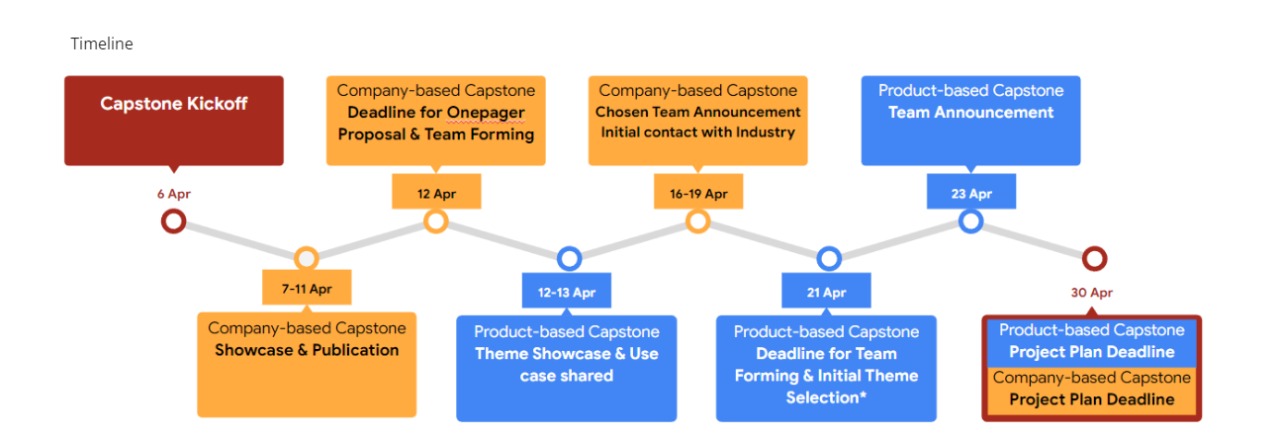 Timeline
Capstone Kickoff
6 Apr
7-11 Apr
Company-based Capstone
Showcase & Publication
Company-based Capstone
Deadline for Onepager
Proposal & Team Forming
12 Apr
12-13 Apr
Product-based Capstone
Theme Showcase & Use
case shared
Company-based Capstone
Chosen Team Announcement
Initial contact with Industry
16-19 Apr
21 Apr
Product-based Capstone
Deadline for Team
Forming & Initial Theme
Selection*
Product-based Capstone
Team Announcement
23 Apr
30 Apr
Product-based Capstone
Project Plan Deadline
Company-based Capstone
Project Plan Deadline